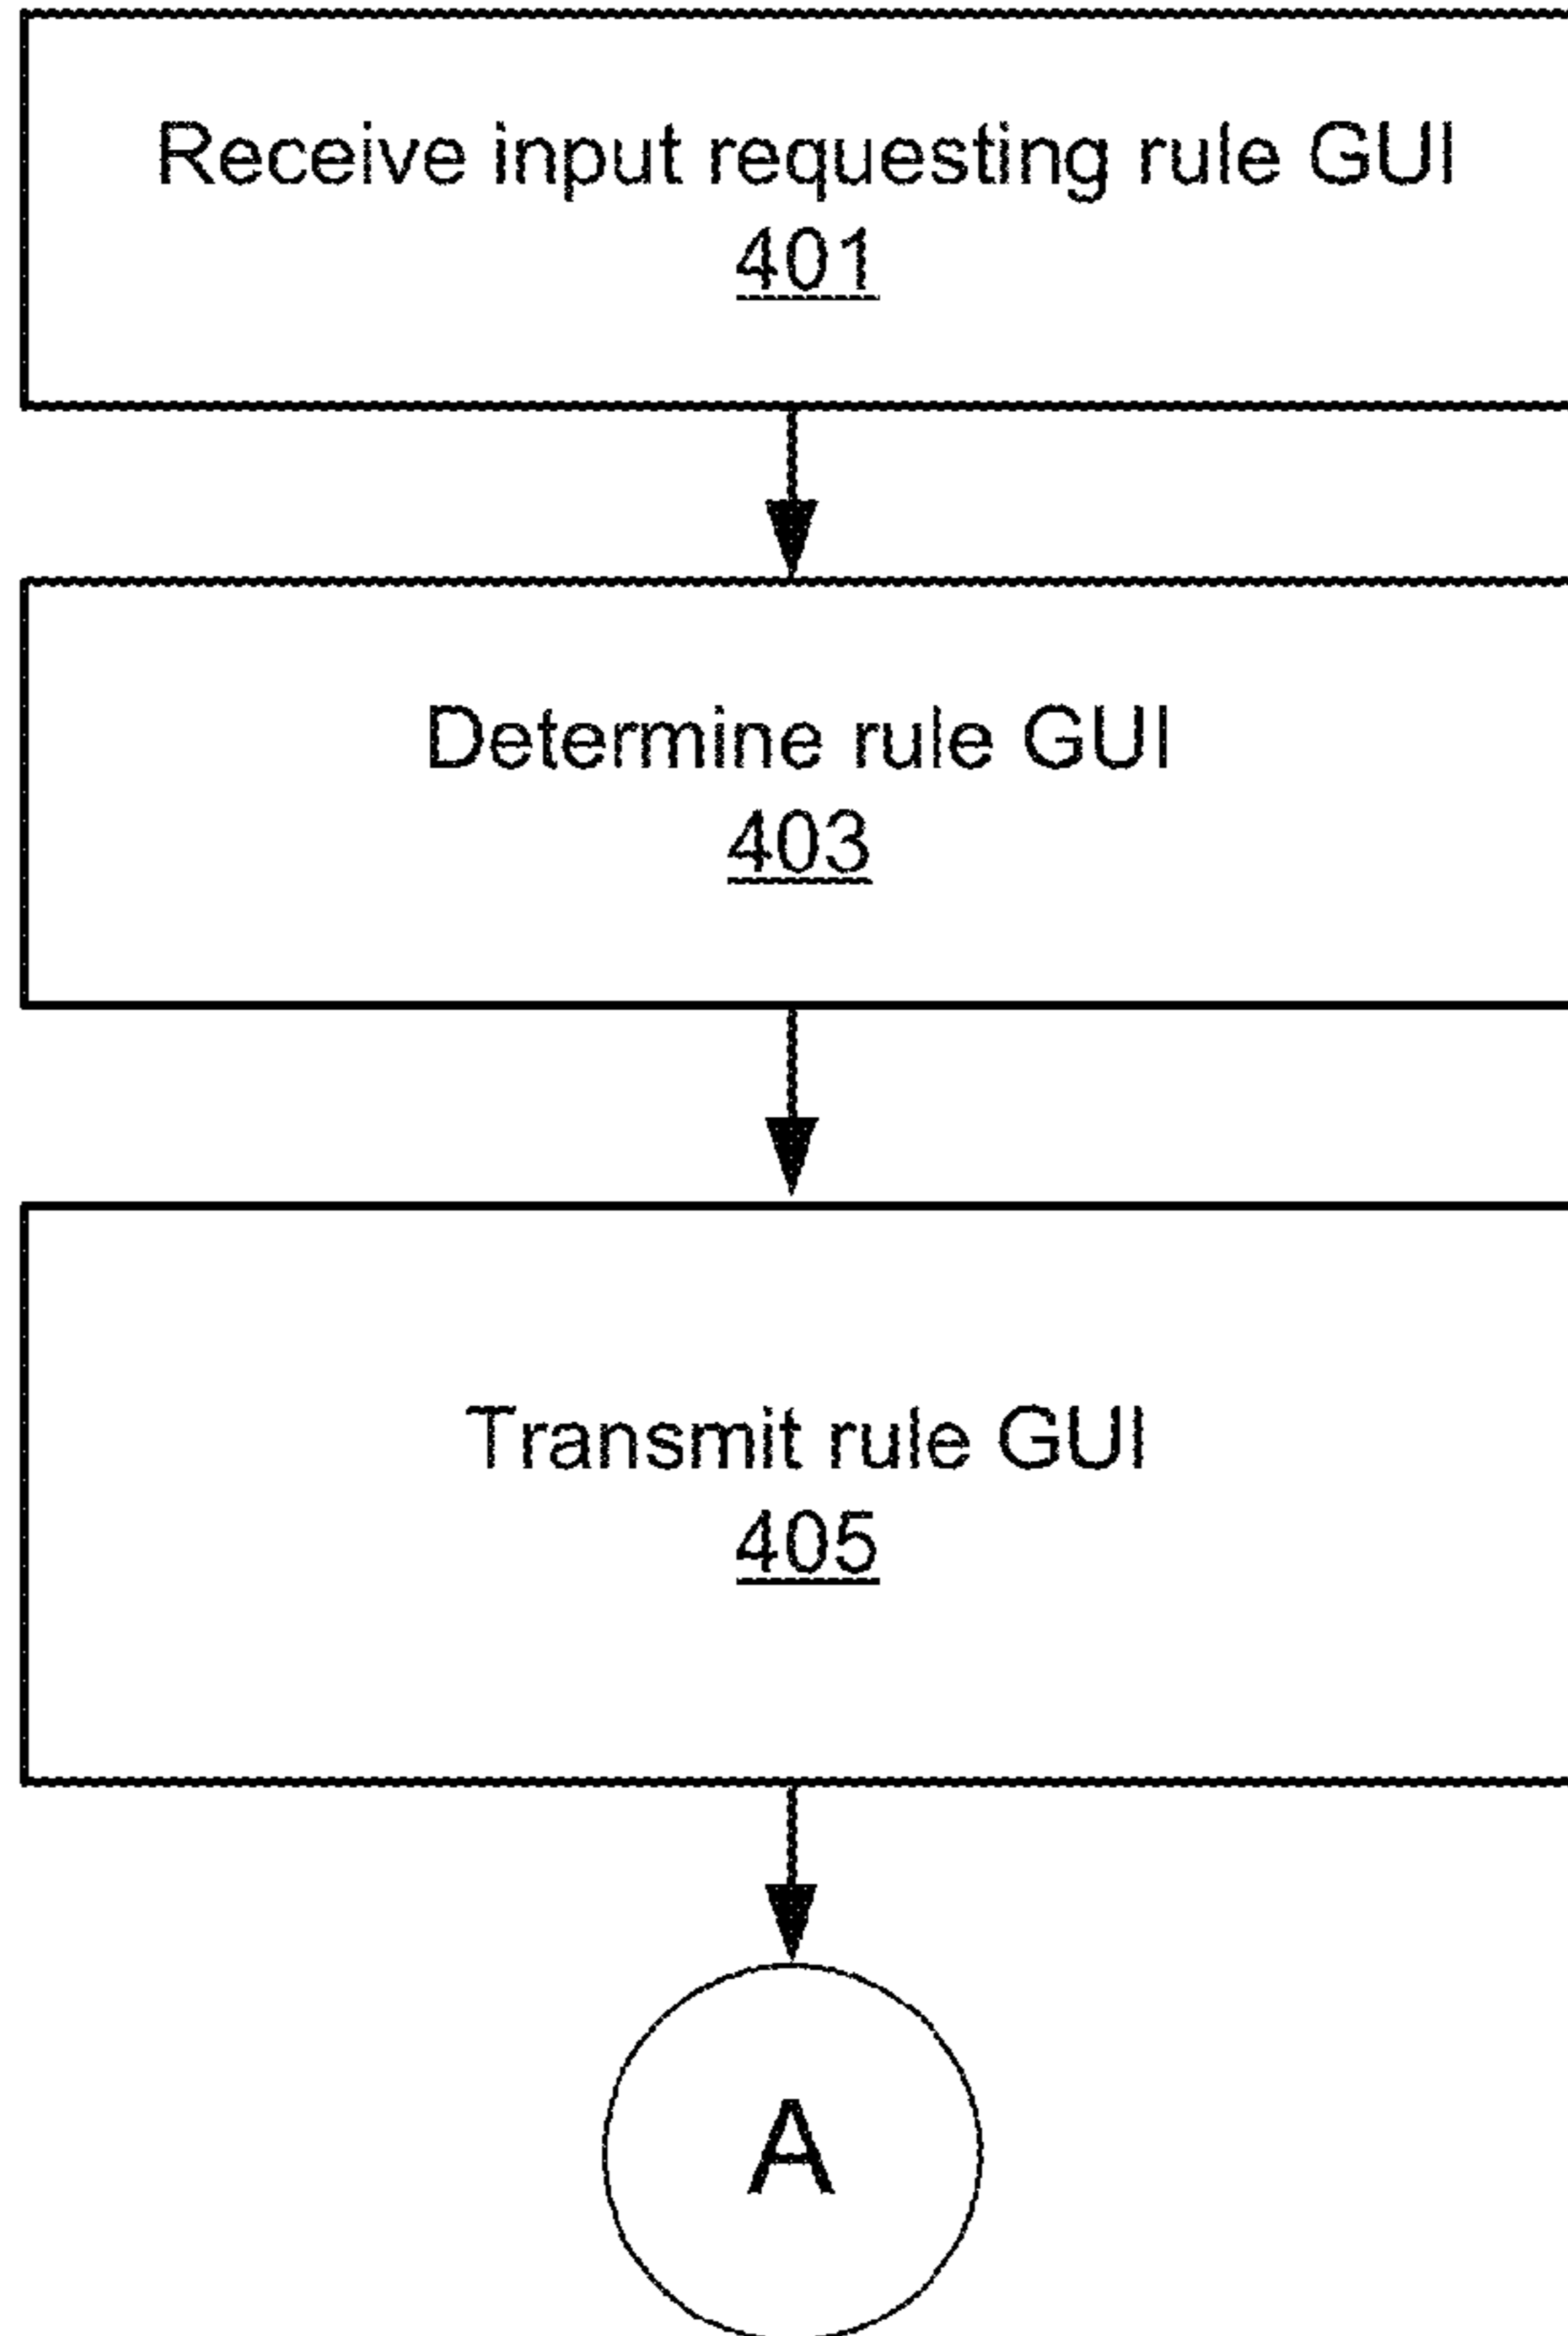 Receive input requesting rule GUI
401
Determine rule GUI
403
Transmit rule GUI
405
A